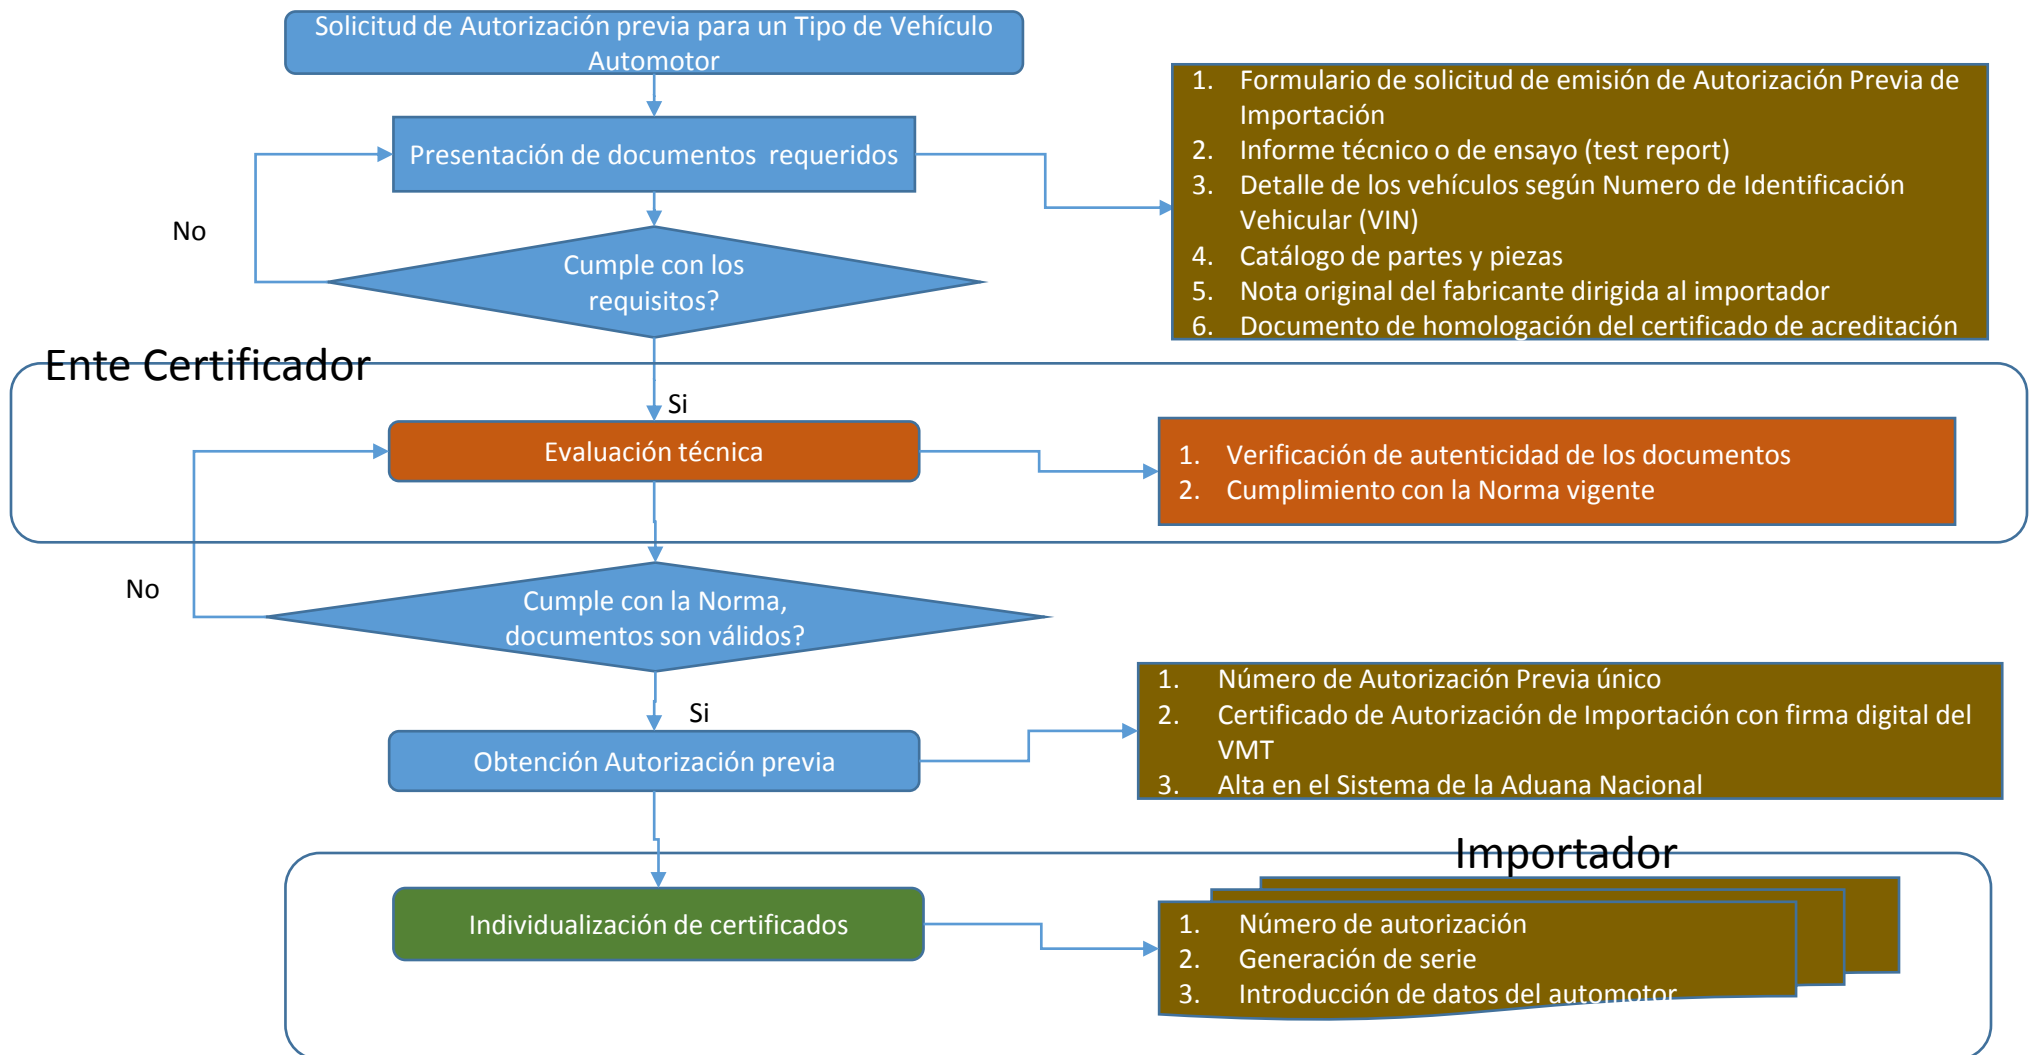 Solicitud de Autorización previa para un Tipo de Vehículo
Automotor
Presentación de documentos requeridos
1. Formulario de solicitud de emisión de Autorización Previa de
Importación
2. Informe técnico o de ensayo (test report)
3. Detalle de los vehículos según Numero de Identificación
Vehicular (VIN)
4. Catálogo de partes y piezas
5. Nota original del fabricante dirigida al importador
6. Documento de homologación del certificado de acreditación
No
Cumple con los
requisitos?
Ente Certificador
Si
Evaluación técnica
1. Verificación de autenticidad de los documentos
2. Cumplimiento con la Norma vigente
No
Cumple con la Norma,
documentos son válidos?
Si
Obtención Autorización previa
1. Número de Autorización Previa único
2. Certificado de Autorización de Importación con firma digital del
VMT
3. Alta en el Sistema de la Aduana Nacional
Importador
Individualización de certificados
1. Número de autorización
2. Generación de serie
3. Introducción de datos del automotor